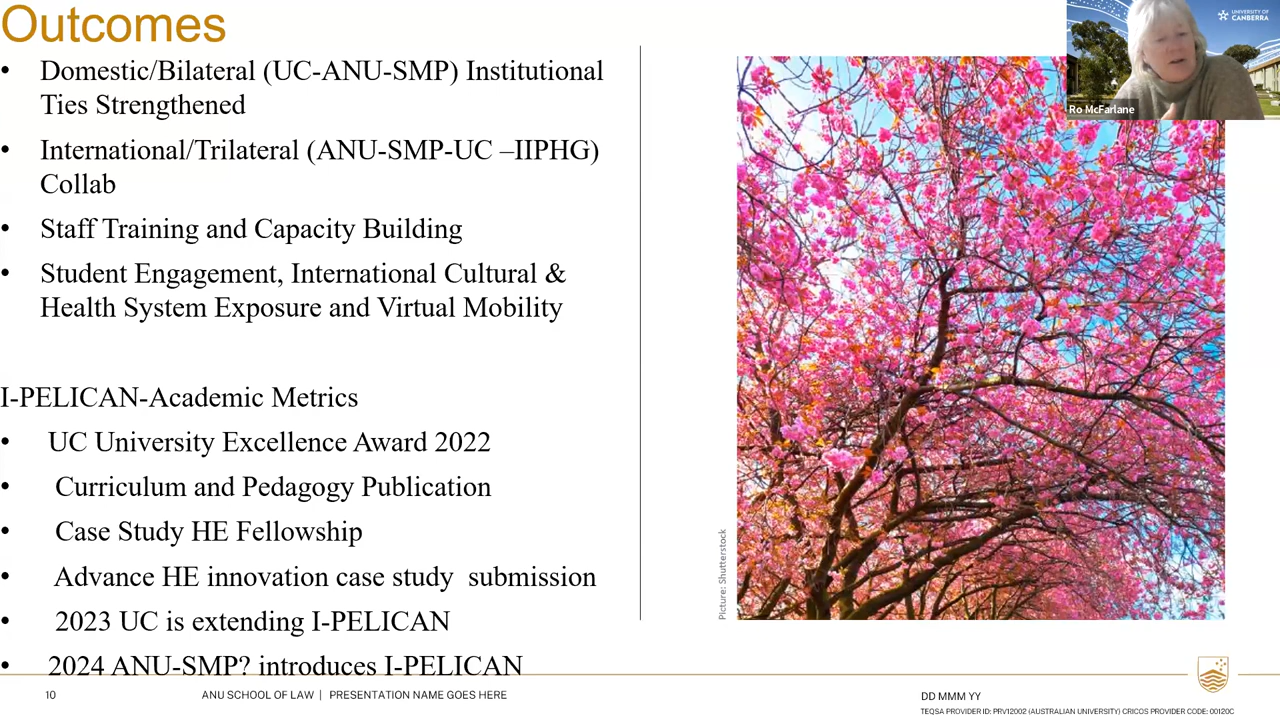 Outcomes
• Domestic/Bilateral (UC-ANU-SMP) Institutional
Ties Strengthened
• International/Trilateral (ANU-SMP-UC –IIPHG)
Collab
• Staff Training and Capacity Building
• Student Engagement, International Cultural &
Health System Exposure and Virtual Mobility
I-PELICAN-Academic Metrics
• UC University Excellence Award 2022
• Curriculum and Pedagogy Publication
• Case Study HE Fellowship
• Advance HE innovation case study submission
• 2023 UC is extending I-PELICAN
• 2024 ANU-SMP? introduces I-PELICAN
Picture: Shutterstock
UNIVERSITY OF
CANBERRA
Ro McFarlane
10 ANU SCHOOL OF LAW | PRESENTATION NAME GOES HERE
DD MMM YY
TEQSA PROVIDER ID: PRV12002 (AUSTRALIAN UNIVERSITY) CRICOS PROVIDER CODE: 00120C